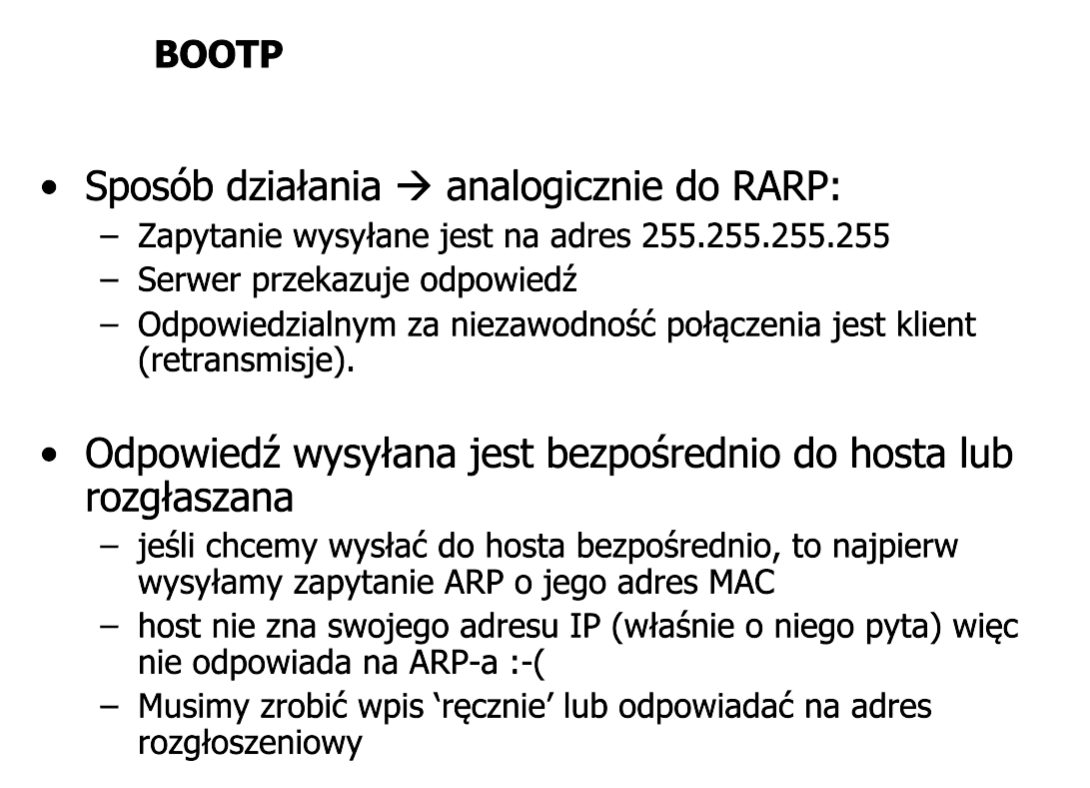 BOOTP
• Sposób działania → analogicznie do RARP:
– Zapytanie wysyłane jest na adres 255.255.255.255
– Serwer przekazuje odpowiedź
– Odpowiedzialnym za niezawodność połączenia jest klient
(retransmisje).
• Odpowiedź wysyłana jest bezpośrednio do hosta lub
rozgłaszana
– jeśli chcemy wysłać do hosta bezpośrednio, to najpierw
wysyłamy zapytanie ARP o jego adres MAC
– host nie zna swojego adresu IP (właśnie o niego pyta) więc
nie odpowiada na ARP-a :-(
– Musimy zrobić wpis ‘ręcznie’ lub odpowiadać na adres
rozgłoszeniowy